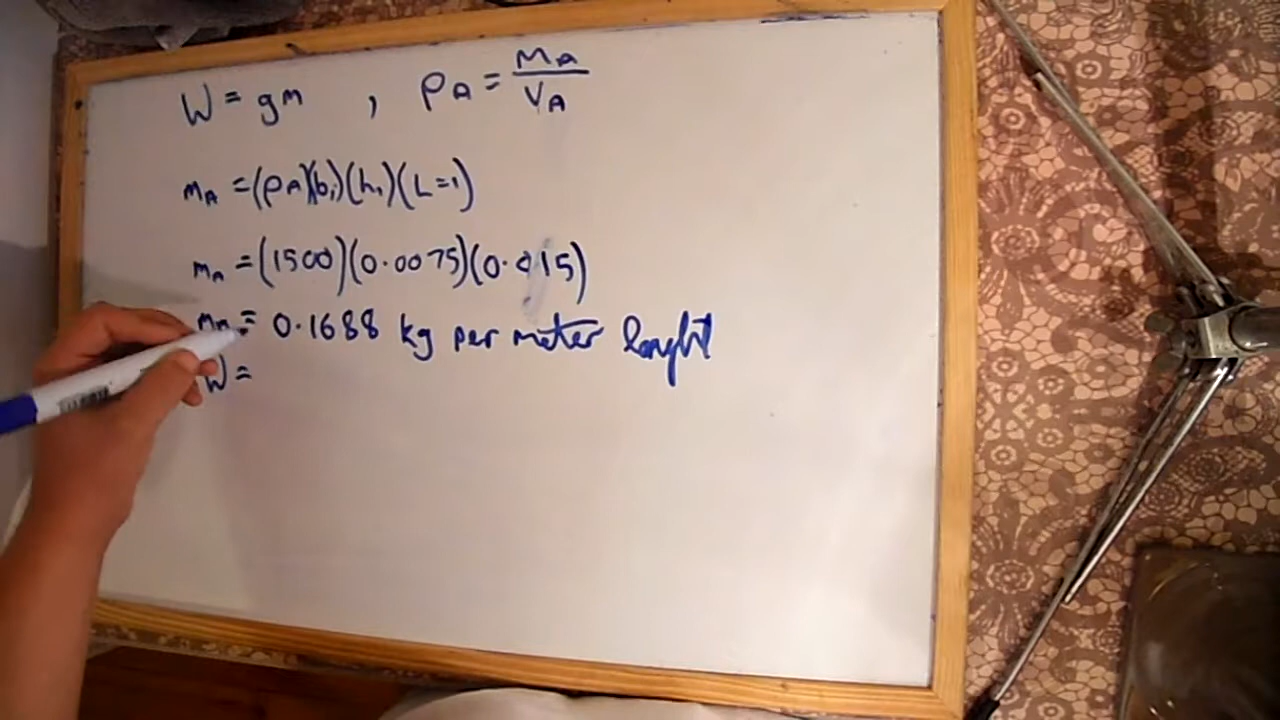 W = gm , ρA = mA / VA
mA = (ρA)(b₁)(h₁)(L=1)
mA = (1500)(0.0075)(0.015)
mA = 0.1688 kg per meter lenght
W =